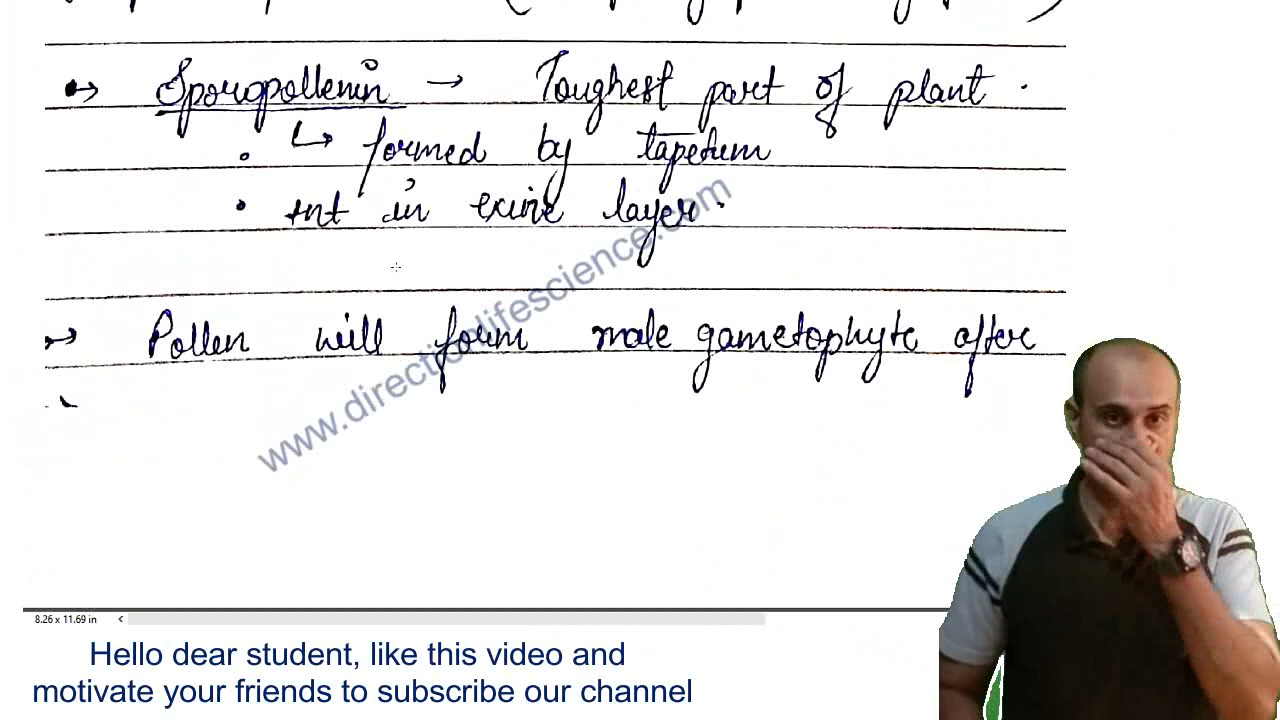 → Sporopollenin → Toughest part of plant.
↳ formed by tapetum
• +nt in exine layer.
www.directionlifescience.com
→ Pollen will form male gametophyte after
8.26 x 11.69 in
Hello dear student, like this video and
motivate your friends to subscribe our channel